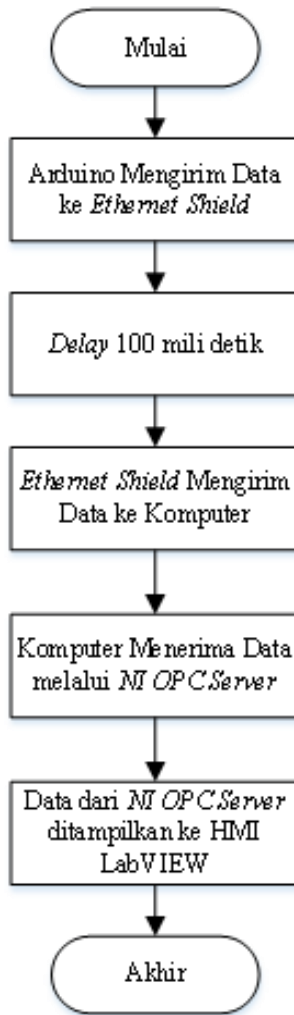 Mulai
Arduino Mengirim Data
ke Ethernet Shield
Delay 100 mili detik
Ethernet Shield Mengirim
Data ke Komputer
Komputer Menerima Data
melalui NI OPC Server
Data dari NI OPC Server
ditampilkan ke HMI
LabVIEW
Akhir